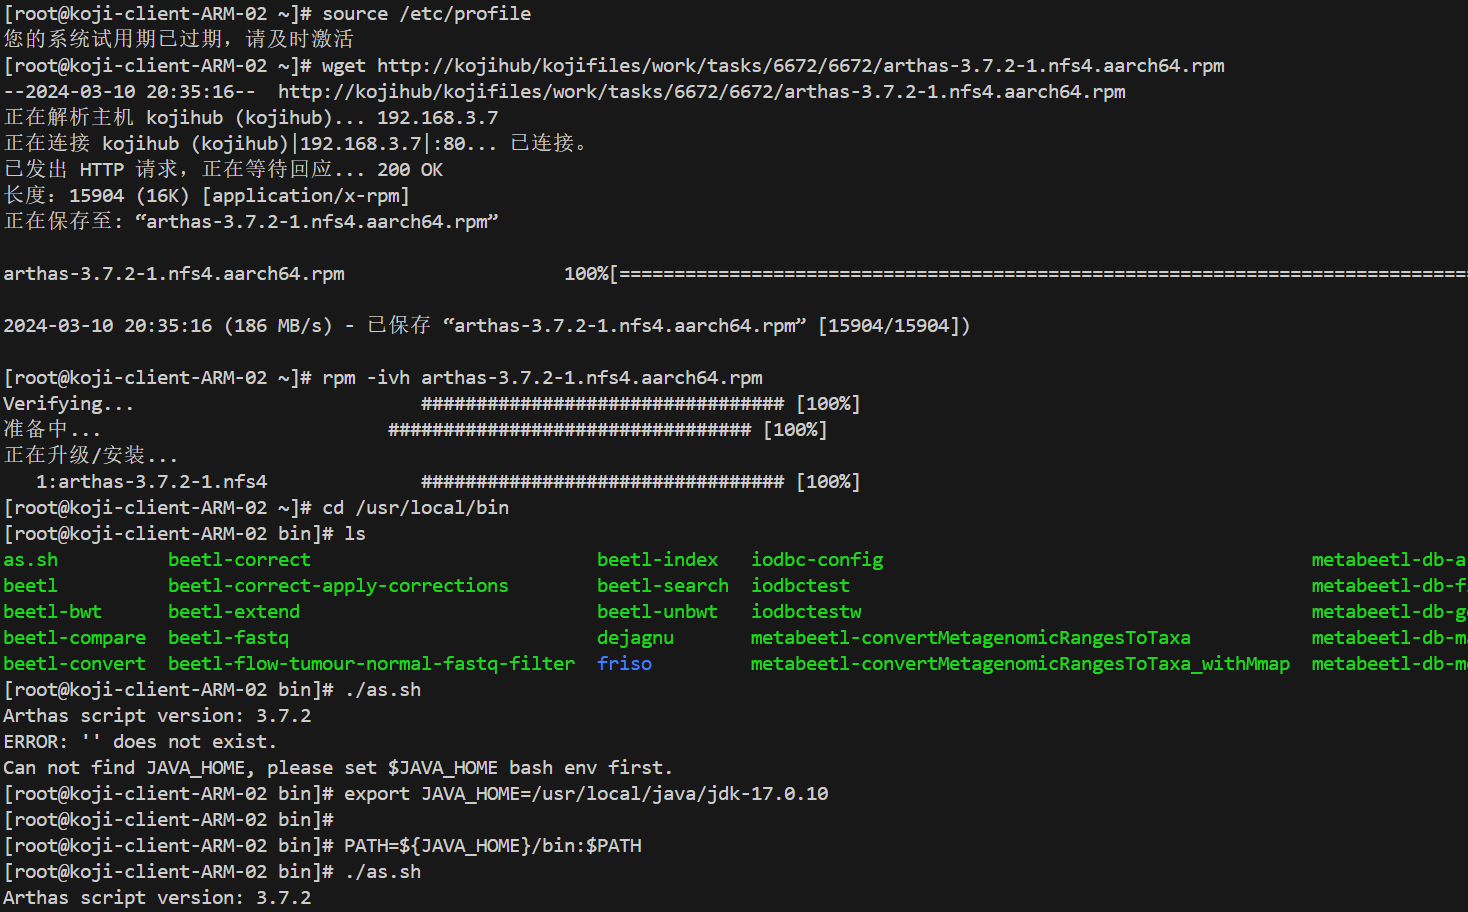 [root@koji-client-ARM-02 ~]# source /etc/profile
您的系统试用期已过期，请及时激活
[root@koji-client-ARM-02 ~]# wget http://kojihub/kojifiles/work/tasks/6672/6672/arthas-3.7.2-1.nfs4.aarch64.rpm
--2024-03-10 20:35:16--  http://kojihub/kojifiles/work/tasks/6672/6672/arthas-3.7.2-1.nfs4.aarch64.rpm
正在解析主机 kojihub (kojihub)... 192.168.3.7
正在连接 kojihub (kojihub)|192.168.3.7|:80... 已连接。
已发出 HTTP 请求，正在等待回应... 200 OK
长度：15904 (16K) [application/x-rpm]
正在保存至: “arthas-3.7.2-1.nfs4.aarch64.rpm”
arthas-3.7.2-1.nfs4.aarch64.rpm 100%[=============================================================================
2024-03-10 20:35:16 (186 MB/s) - 已保存 “arthas-3.7.2-1.nfs4.aarch64.rpm” [15904/15904])
[root@koji-client-ARM-02 ~]# rpm -ivh arthas-3.7.2-1.nfs4.aarch64.rpm
Verifying... ################################# [100%]
准备中... ################################# [100%]
正在升级/安装...
1:arthas-3.7.2-1.nfs4 ################################# [100%]
[root@koji-client-ARM-02 ~]# cd /usr/local/bin
[root@koji-client-ARM-02 bin]# ls
as.sh beetl-correct beetl-index iodbc-config metabeetl-db-a
beetl beetl-correct-apply-corrections beetl-search iodbctest metabeetl-db-f
beetl-bwt beetl-extend beetl-unbwt iodbctestw metabeetl-db-g
beetl-compare beetl-fastq dejagnu metabeetl-convertMetagenomicRangesToTaxa metabeetl-db-m
beetl-convert beetl-flow-tumour-normal-fastq-filter friso metabeetl-convertMetagenomicRangesToTaxa_withMmap metabeetl-db-m
[root@koji-client-ARM-02 bin]# ./as.sh
Arthas script version: 3.7.2
ERROR: '' does not exist.
Can not find JAVA_HOME, please set $JAVA_HOME bash env first.
[root@koji-client-ARM-02 bin]# export JAVA_HOME=/usr/local/java/jdk-17.0.10
[root@koji-client-ARM-02 bin]#
[root@koji-client-ARM-02 bin]# PATH=${JAVA_HOME}/bin:$PATH
[root@koji-client-ARM-02 bin]# ./as.sh
Arthas script version: 3.7.2